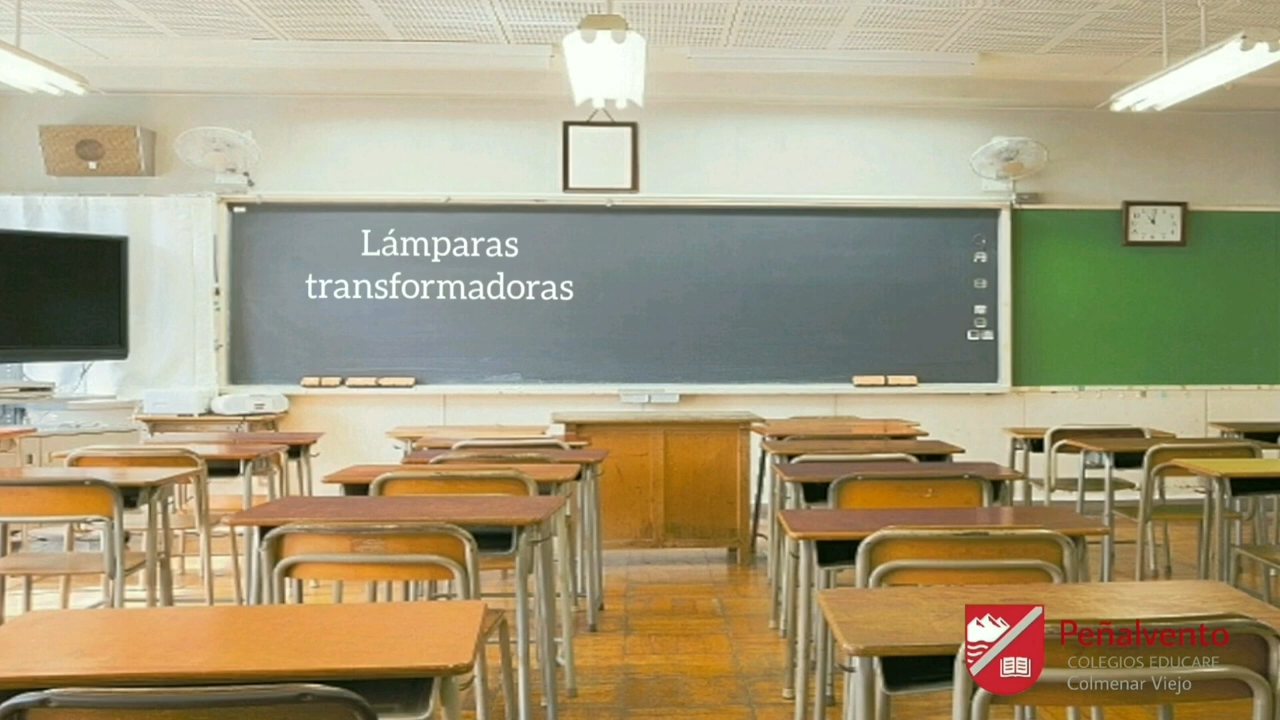 Lámparas
transformadoras
Peñalvento
COLEGIOS EDUCARE
Colmenar Viejo